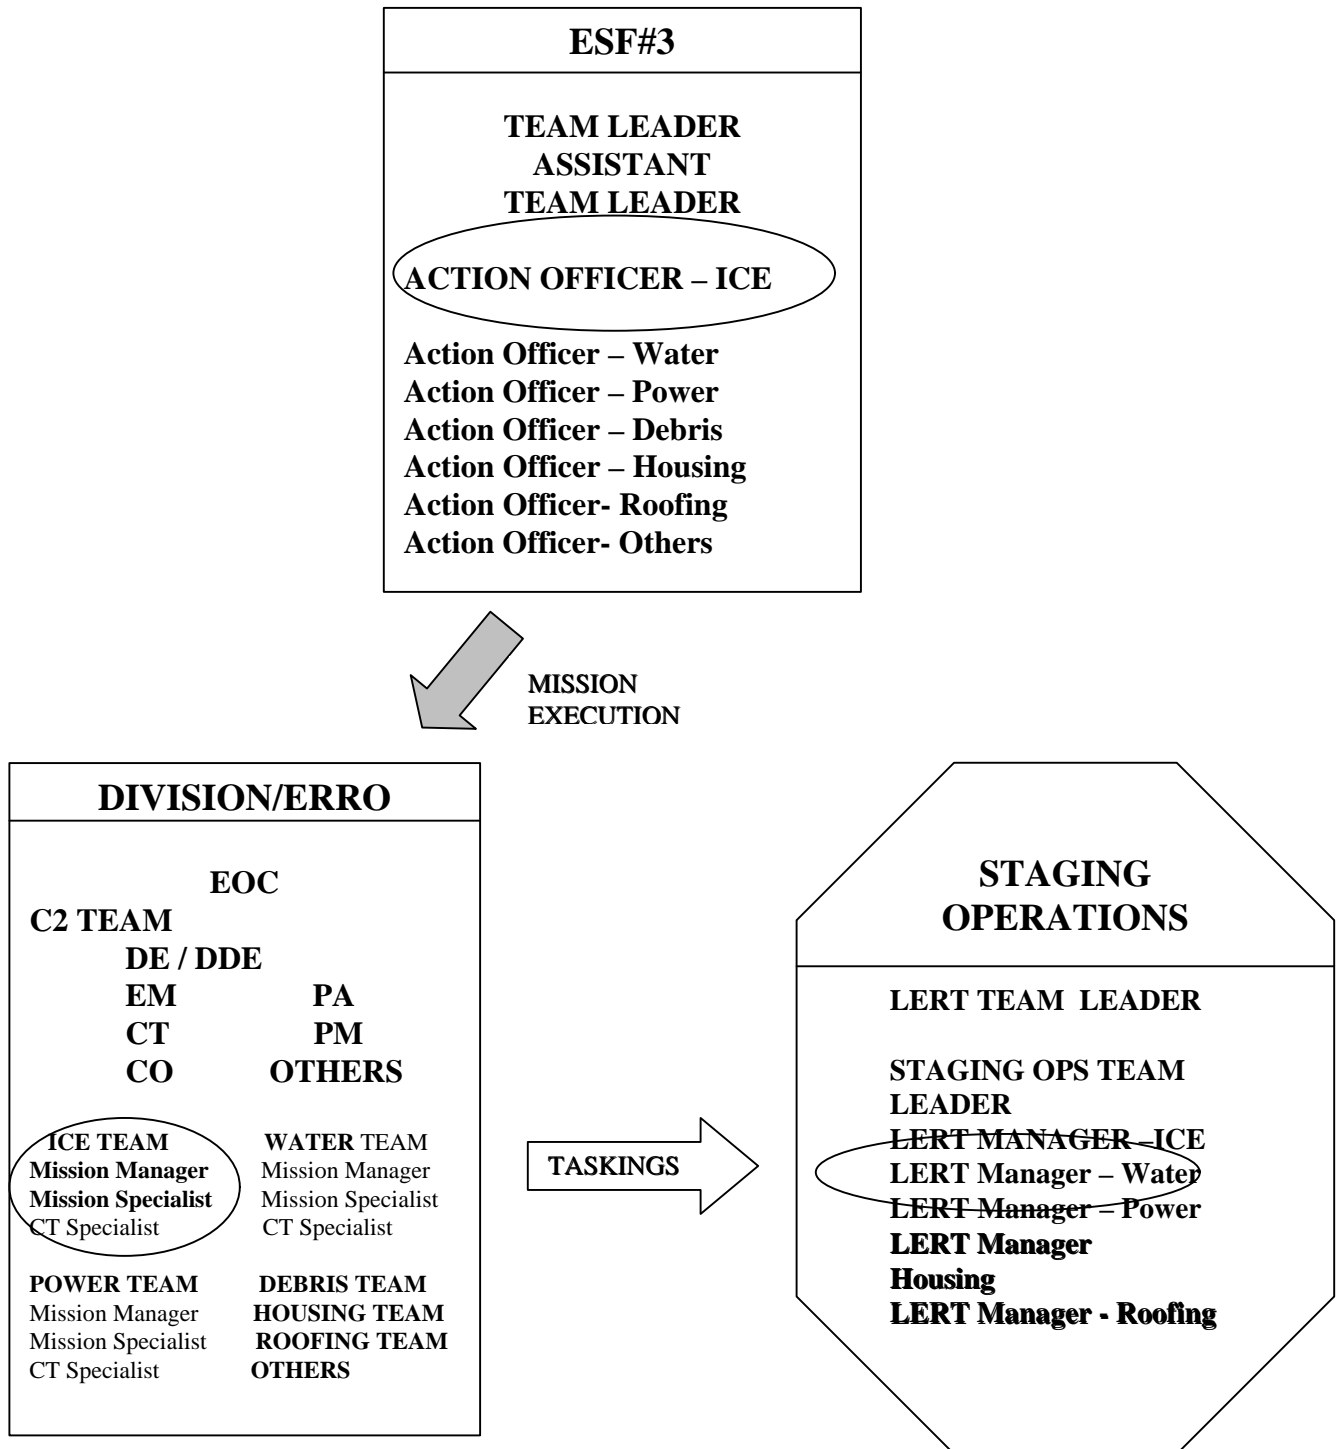 ESF#3
TEAM LEADER
ASSISTANT
TEAM LEADER
ACTION OFFICER – ICE
Action Officer – Water
Action Officer – Power
Action Officer – Debris
Action Officer – Housing
Action Officer- Roofing
Action Officer- Others
MISSION
EXECUTION
DIVISION/ERRO
EOC
C2 TEAM
DE / DDE
EM PA
CT PM
CO OTHERS
ICE TEAM WATER TEAM
Mission Manager Mission Manager
Mission Specialist Mission Specialist
CT Specialist CT Specialist
POWER TEAM DEBRIS TEAM
Mission Manager HOUSING TEAM
Mission Specialist ROOFING TEAM
CT Specialist OTHERS
TASKINGS
STAGING
OPERATIONS
LERT TEAM LEADER
STAGING OPS TEAM
LEADER
LERT MANAGER –ICE
LERT Manager – Water
LERT Manager – Power
LERT Manager
Housing
LERT Manager - Roofing